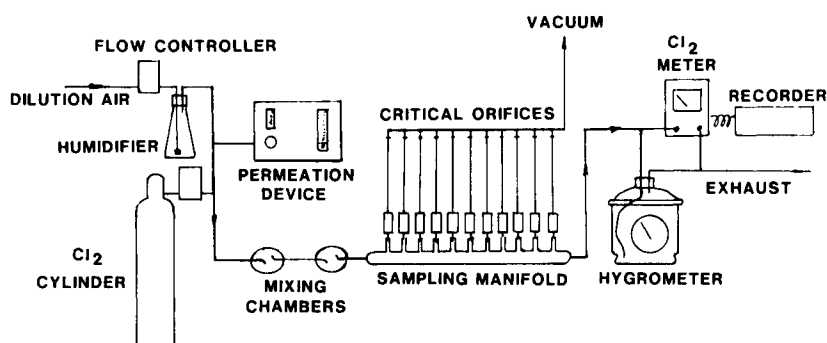 VACUUM
FLOW CONTROLLER
Cl2
METER
DILUTION AIR
RECORDER
CRITICAL ORIFICES
HUMIDIFIER
PERMEATION
DEVICE
EXHAUST
Cl2
CYLINDER
MIXING
CHAMBERS
SAMPLING MANIFOLD
HYGROMETER